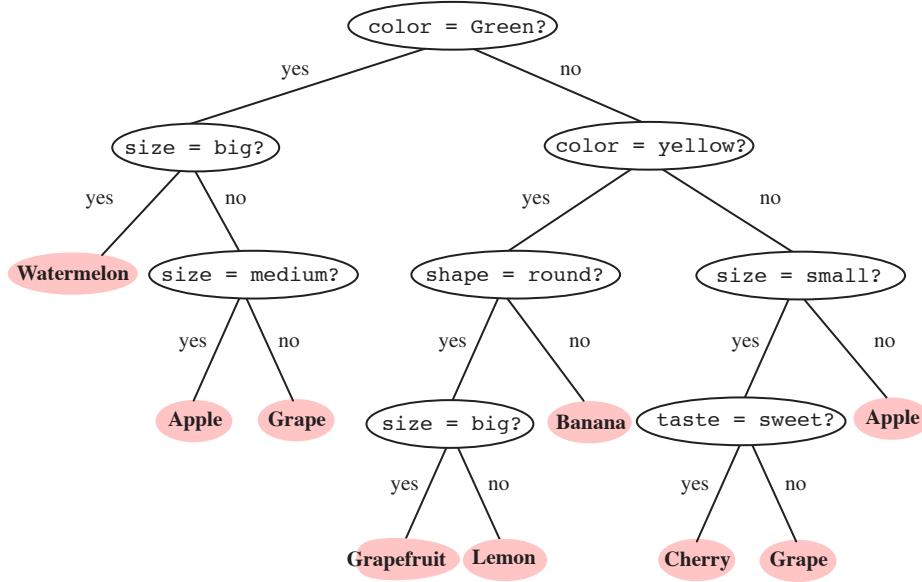 color = Green?
yes
no
size = big?
color = yellow?
yes
no
yes
no
Watermelon
size = medium?
shape = round?
size = small?
yes
no
yes
no
yes
no
Apple
Grape
size = big?
Banana
taste = sweet?
Apple
yes
no
yes
no
Grapefruit
Lemon
Cherry
Grape